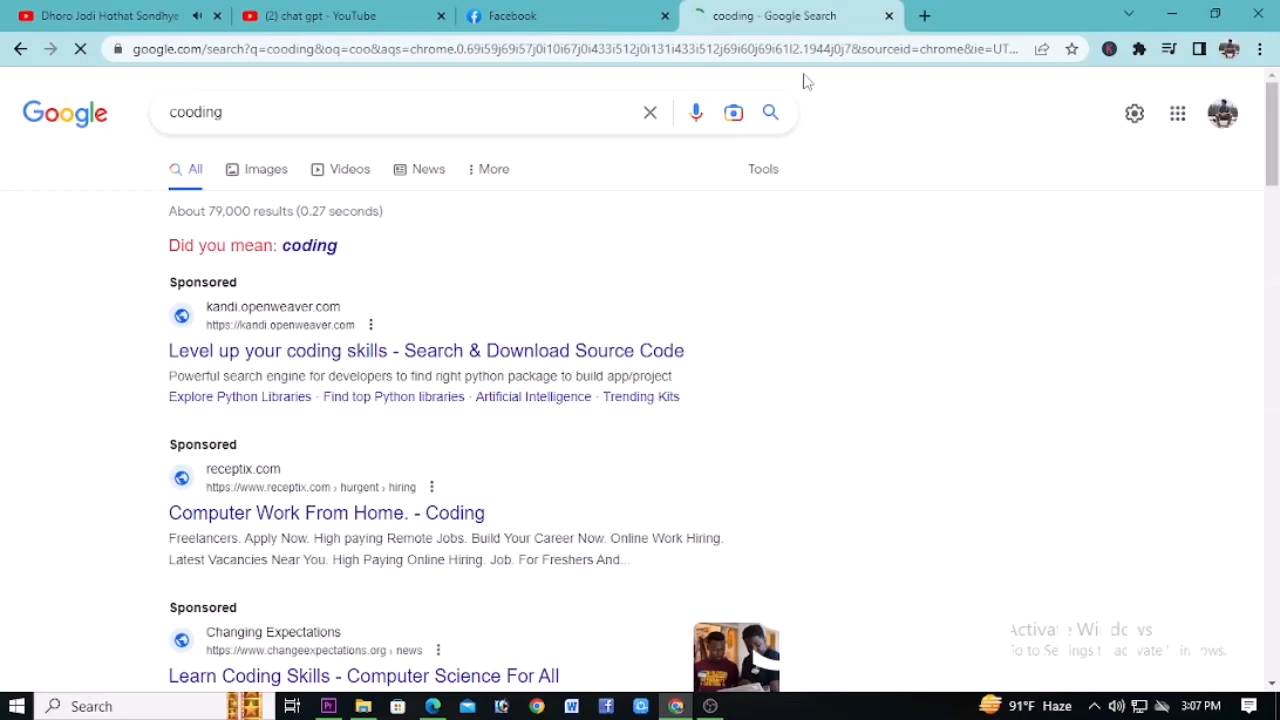 Dhoro Jodi Hothat Sondhye
(2) chat gpt - YouTube
Facebook
cooding - Google Search
google.com/search?q=cooding&oq=coo&aqs=chrome.0.69i59j69i57j0i10i67j0i433i512j0i131i433i512j69i60j69i61l2.1944j0j7&sourceid=chrome&ie=UT...
Google
cooding
All
Images
Videos
News
More
Tools
About 79,000 results (0.27 seconds)
Did you mean: coding
Sponsored
kandi.openweaver.com
https://kandi.openweaver.com
Level up your coding skills - Search & Download Source Code
Powerful search engine for developers to find right python package to build app/project
Explore Python Libraries · Find top Python libraries · Artificial Intelligence · Trending Kits
Sponsored
receptix.com
https://www.receptix.com › hurgent › hiring
Computer Work From Home. - Coding
Freelancers. Apply Now. High paying Remote Jobs. Build Your Career Now. Online Work Hiring.
Latest Vacancies Near You. High Paying Online Hiring. Job. For Freshers And...
Sponsored
Changing Expectations
https://www.changeexpectations.org › news
Learn Coding Skills - Computer Science For All
Search
91°F Haze
3:07 PM